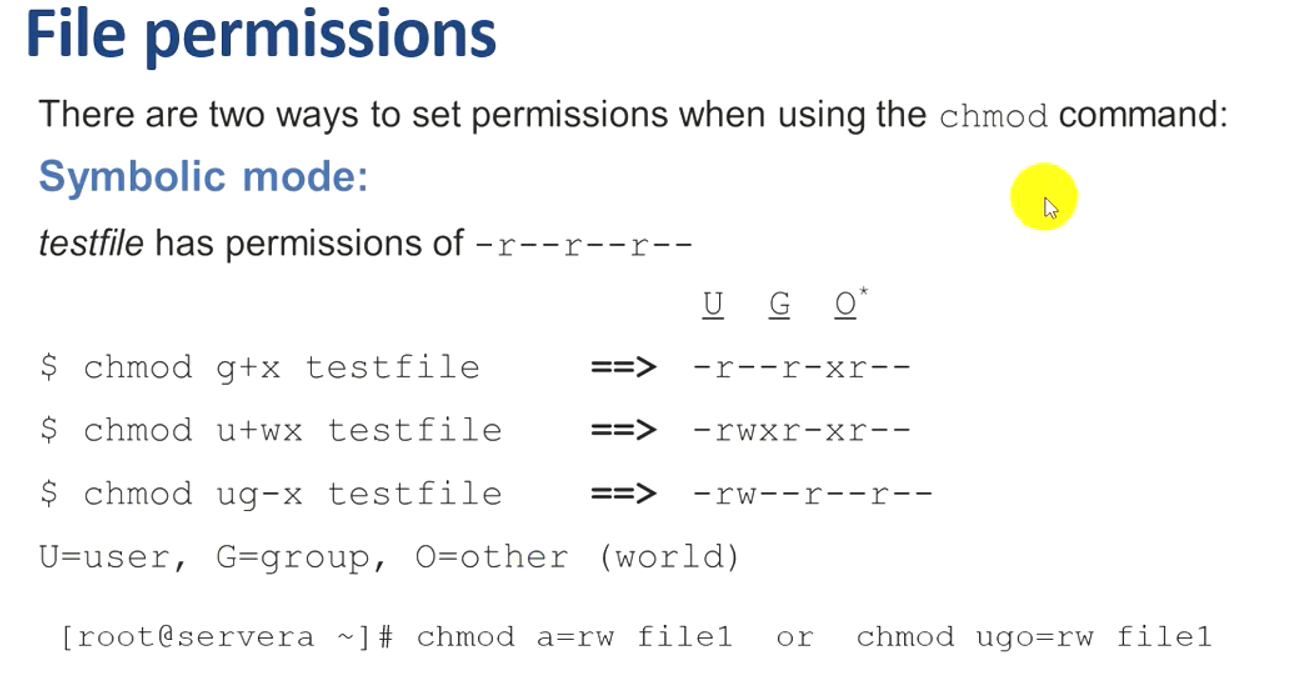 File permissions
There are two ways to set permissions when using the chmod command:
Symbolic mode:
testfile has permissions of -r--r--r--
U G O*
$ chmod g+x testfile ==> -r--r-xr--
$ chmod u+wx testfile ==> -rwxr-xr--
$ chmod ug-x testfile ==> -rw--r--r--
U=user, G=group, O=other (world)
[root@servera ~]# chmod a=rw file1 or chmod ugo=rw file1